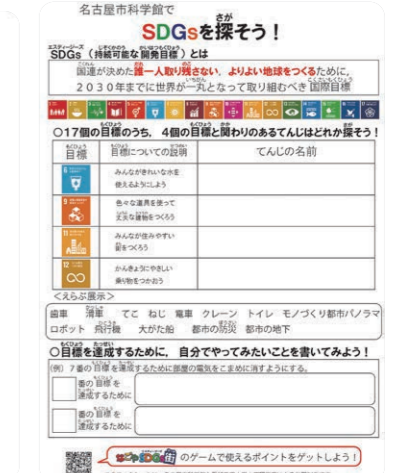 名古屋市科学館で
SDGsを探そう！
SDGs（持続可能な開発目標）とは
国連が決めた誰一人取り残さない、よりよい地球をつくるために、
2030年までに世界が一丸となって取り組むべき国際目標
○17個の目標のうち、4個の目標と関わりのあるてんじはどれか探そう！
目標 目標についての説明 てんじの名前
6 みんながきれいな水を
使えるようにしよう
9 色々な道具を使って
丈夫な建物をつくろう
11 みんなが住みやすい
町をつくろう
12 かんきょうにやさしい
乗り物をつかおう
＜えらぶ展示＞
歯車 滑車 てこ ねじ 電車 クレーン トイレ モノづくり都市パノラマ
ロボット 飛行機 大がた船 都市の防災 都市の地下
○目標を達成するために、自分でやってみたいことを書いてみよう！
（例）7番の目標を達成するために部屋の電気をこまめに消すようにする。
番の目標を
達成するために
番の目標を
達成するために
なごやSDGs街 のゲームで使えるポイントをゲットしよう！